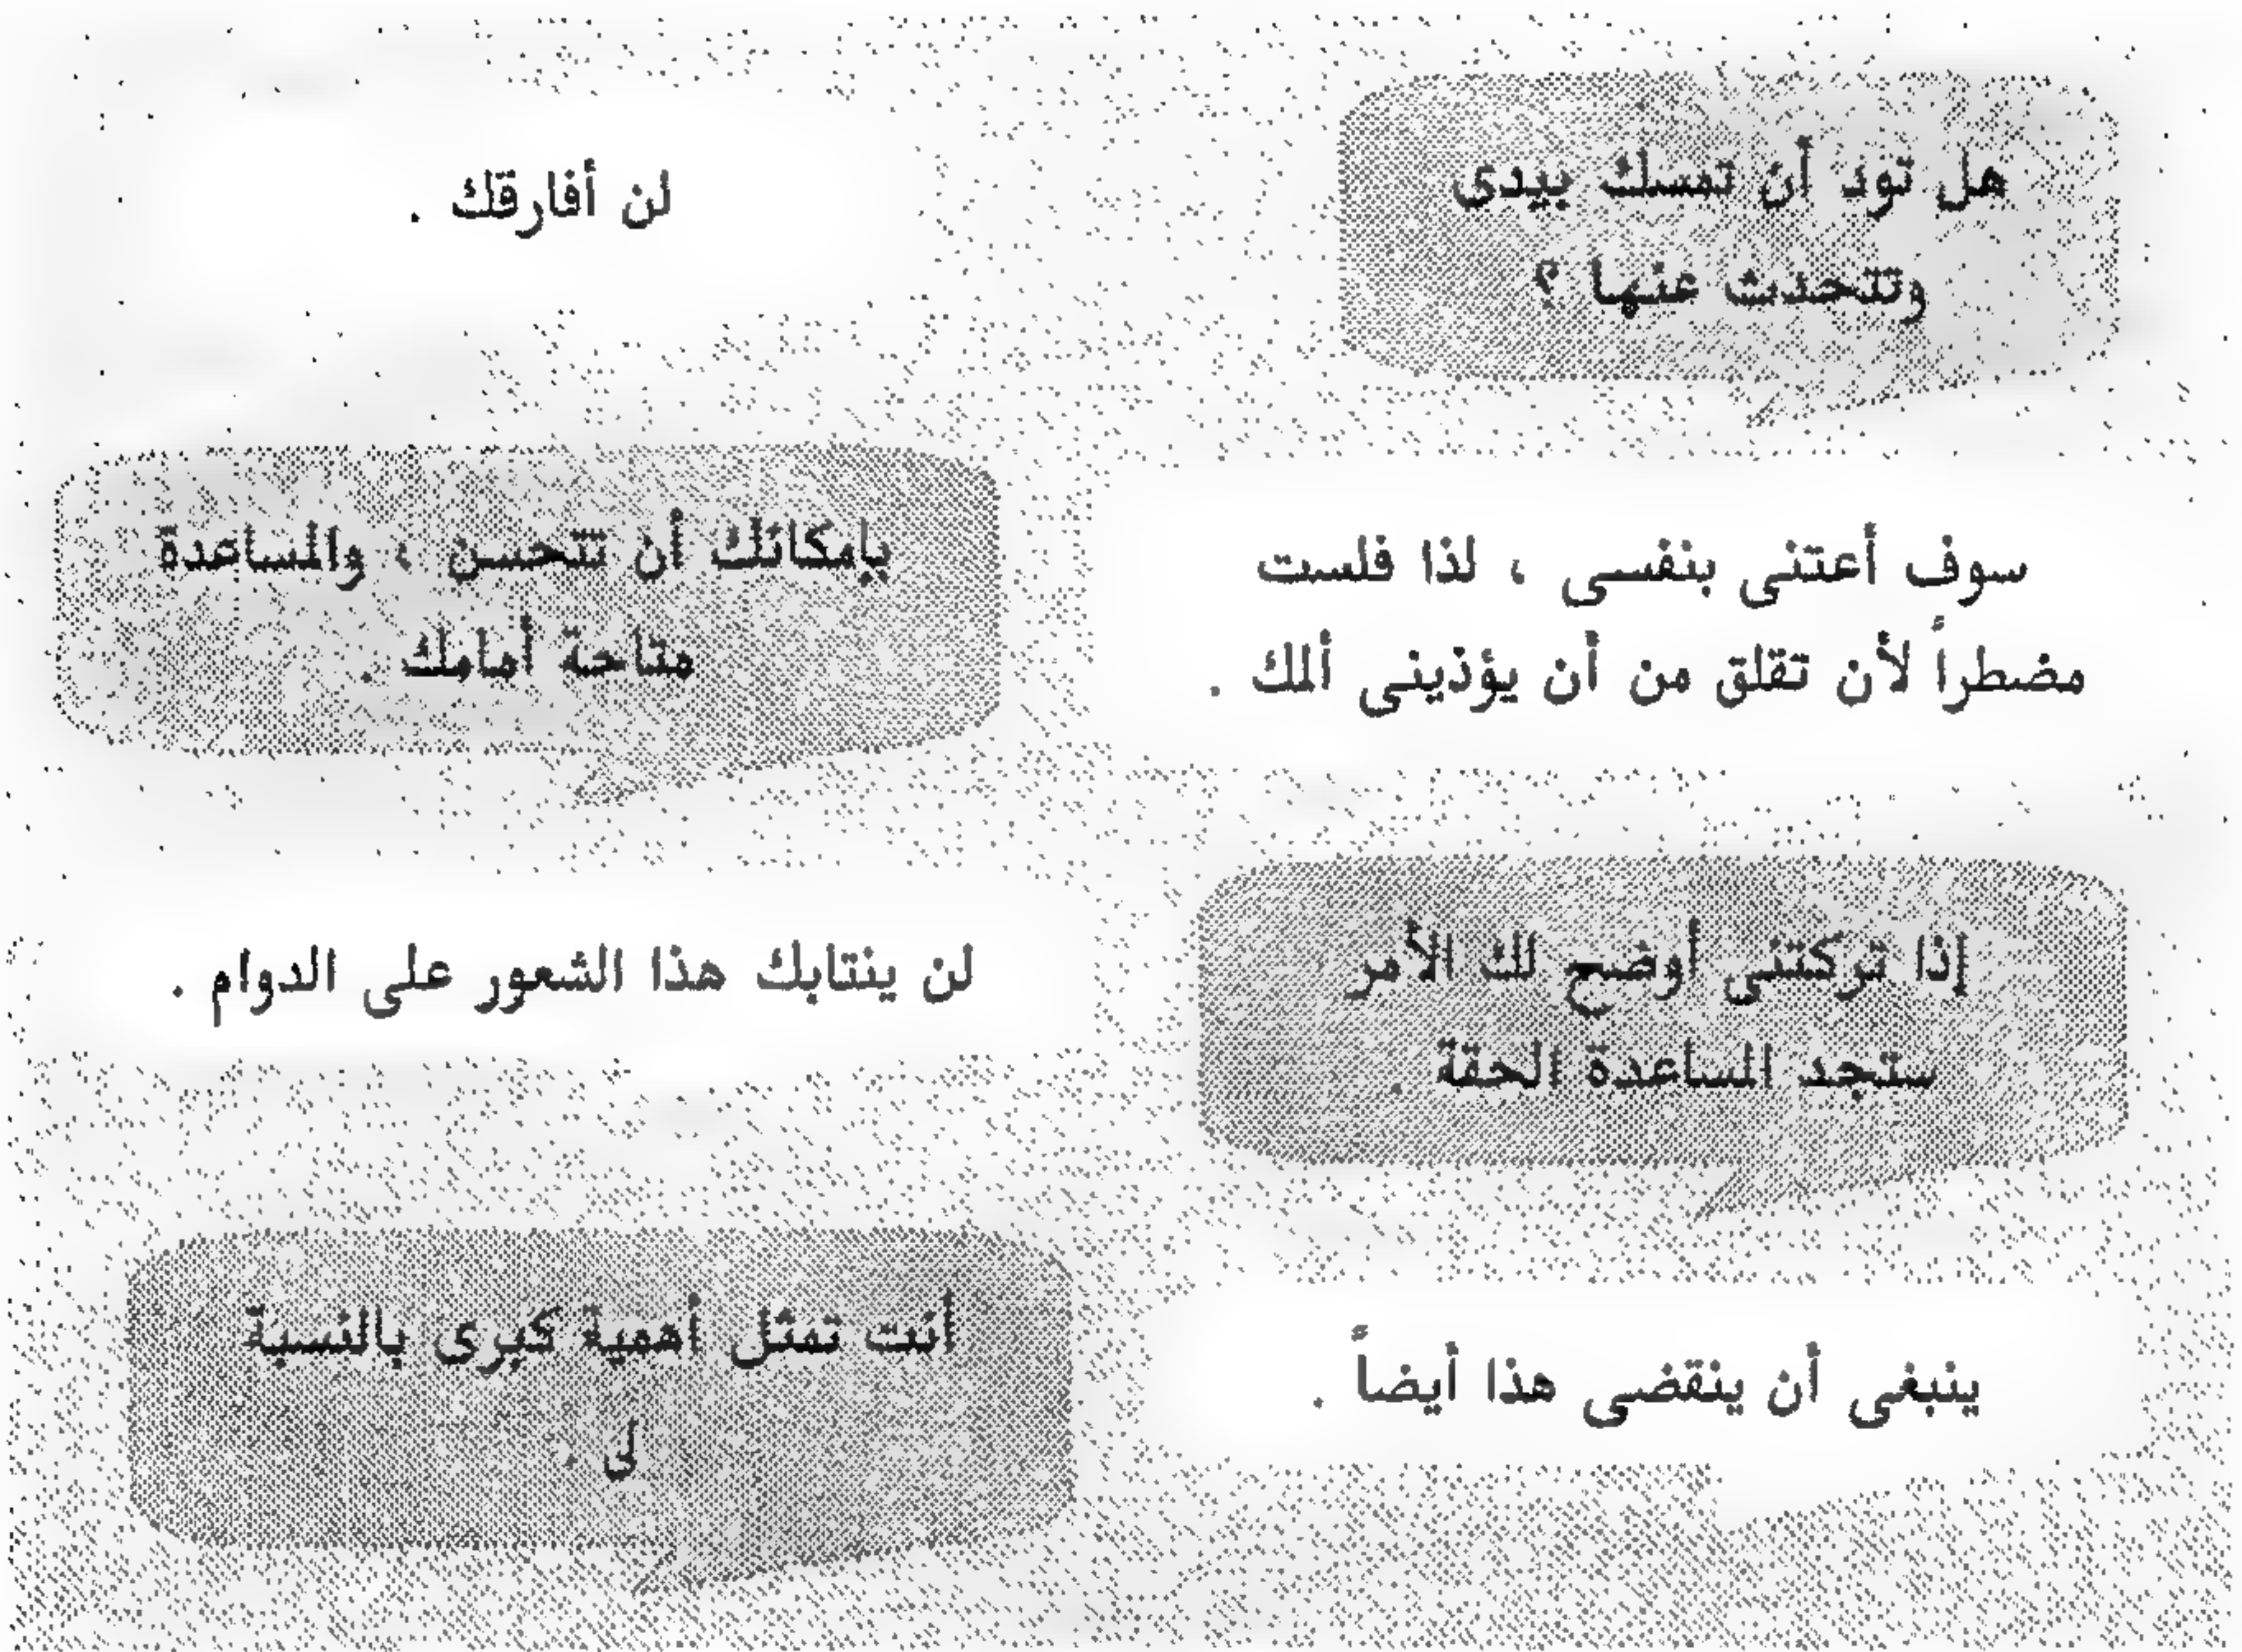 هل تود أن تمسك بيدى
وتتحدث عنها ؟
لن أفارقك .
سوف أعتنى بنفسى ، لذا فلست
مضطراً لأن تقلق من أن يؤذينى ألمك .
بإمكانك أن تتحسن ، والمساعدة
متاحة أمامك .
إذا تركتنى أوضح لك الأمر
ستجد المساعدة الحقة .
لن ينتابك هذا الشعور على الدوام .
ينبغى أن ينقضى هذا أيضاً .
أنت تمثل أهمية كبرى بالنسبة
لى .